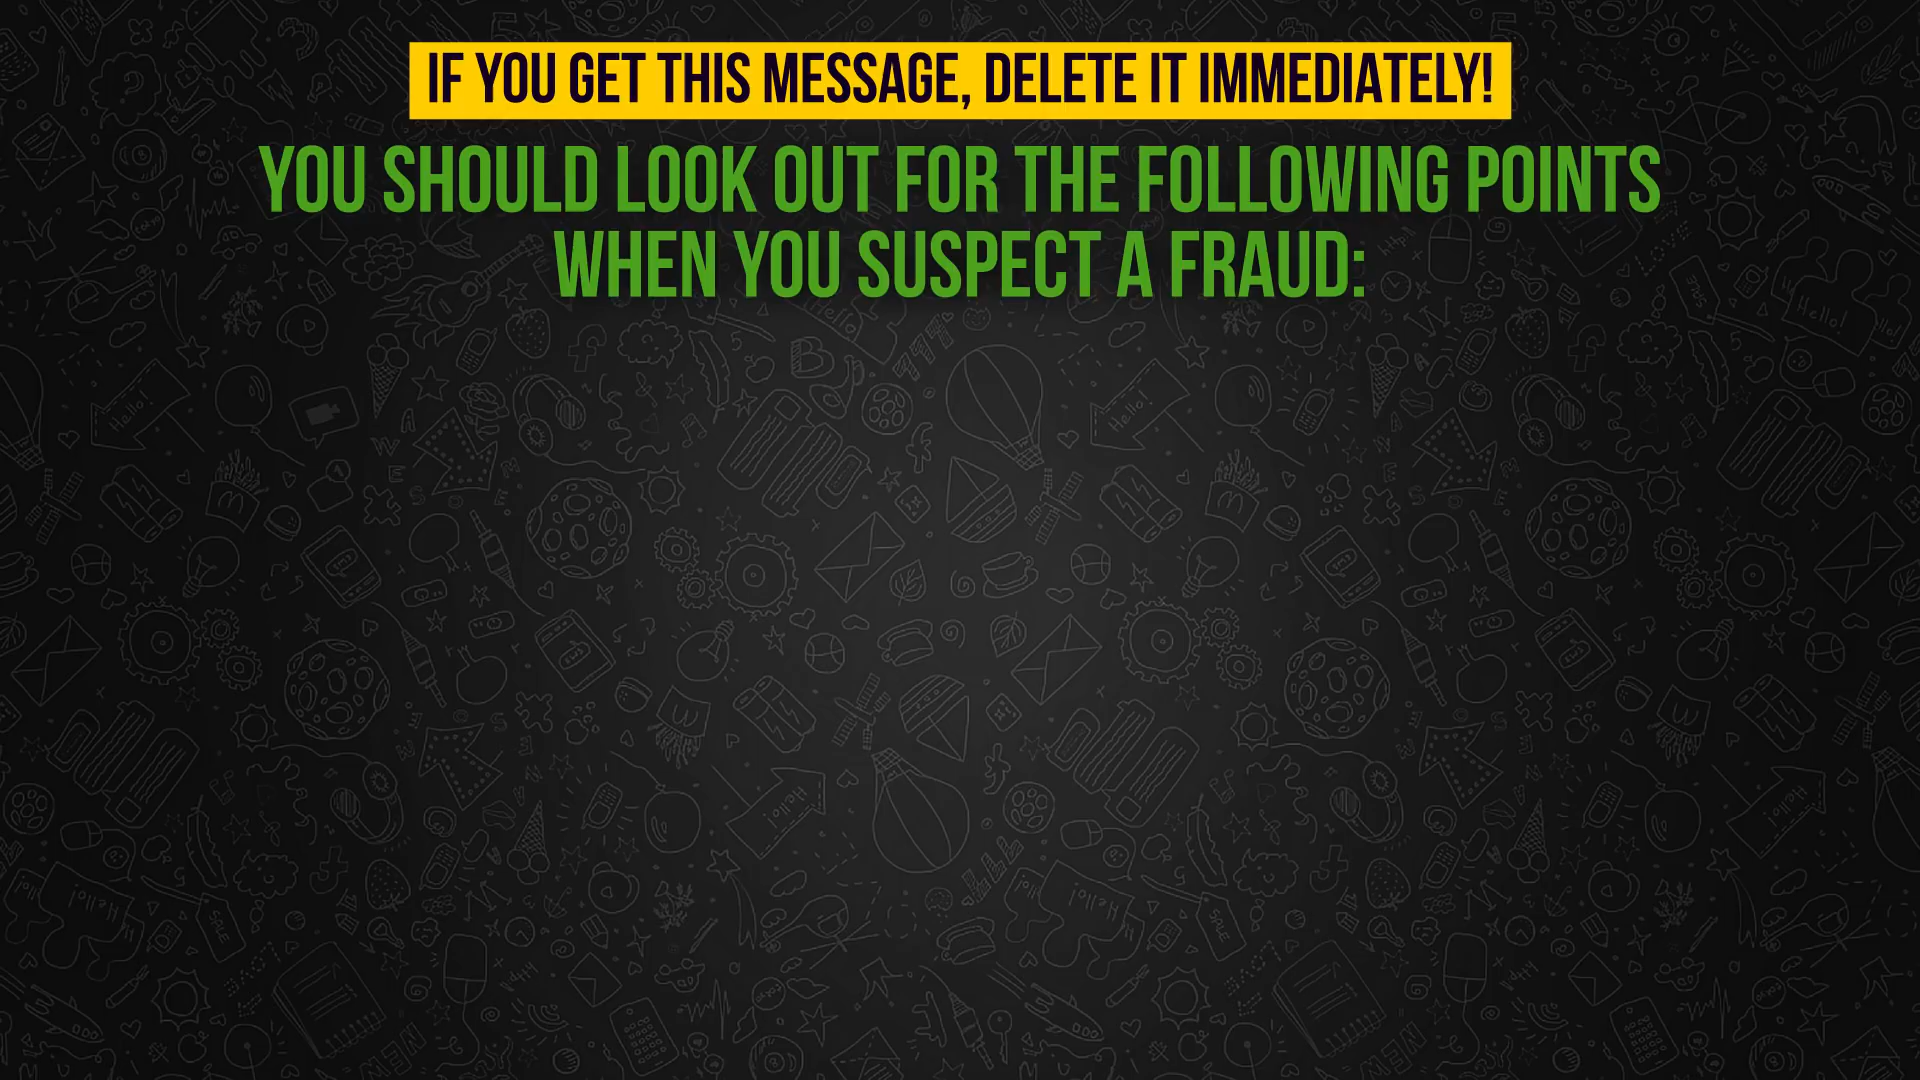 IF YOU GET THIS MESSAGE, DELETE IT IMMEDIATELY!
YOU SHOULD LOOK OUT FOR THE FOLLOWING POINTS
WHEN YOU SUSPECT A FRAUD: